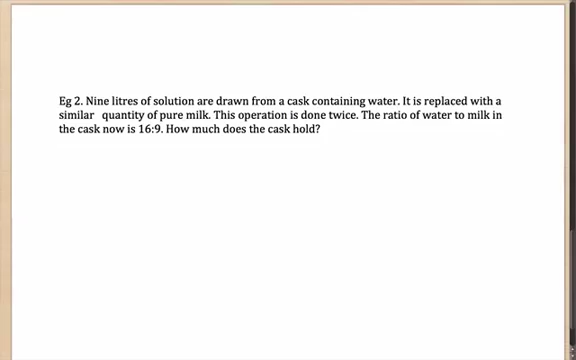 Eg 2. Nine litres of solution are drawn from a cask containing water. It is replaced with a
similar quantity of pure milk. This operation is done twice. The ratio of water to milk in
the cask now is 16:9. How much does the cask hold?